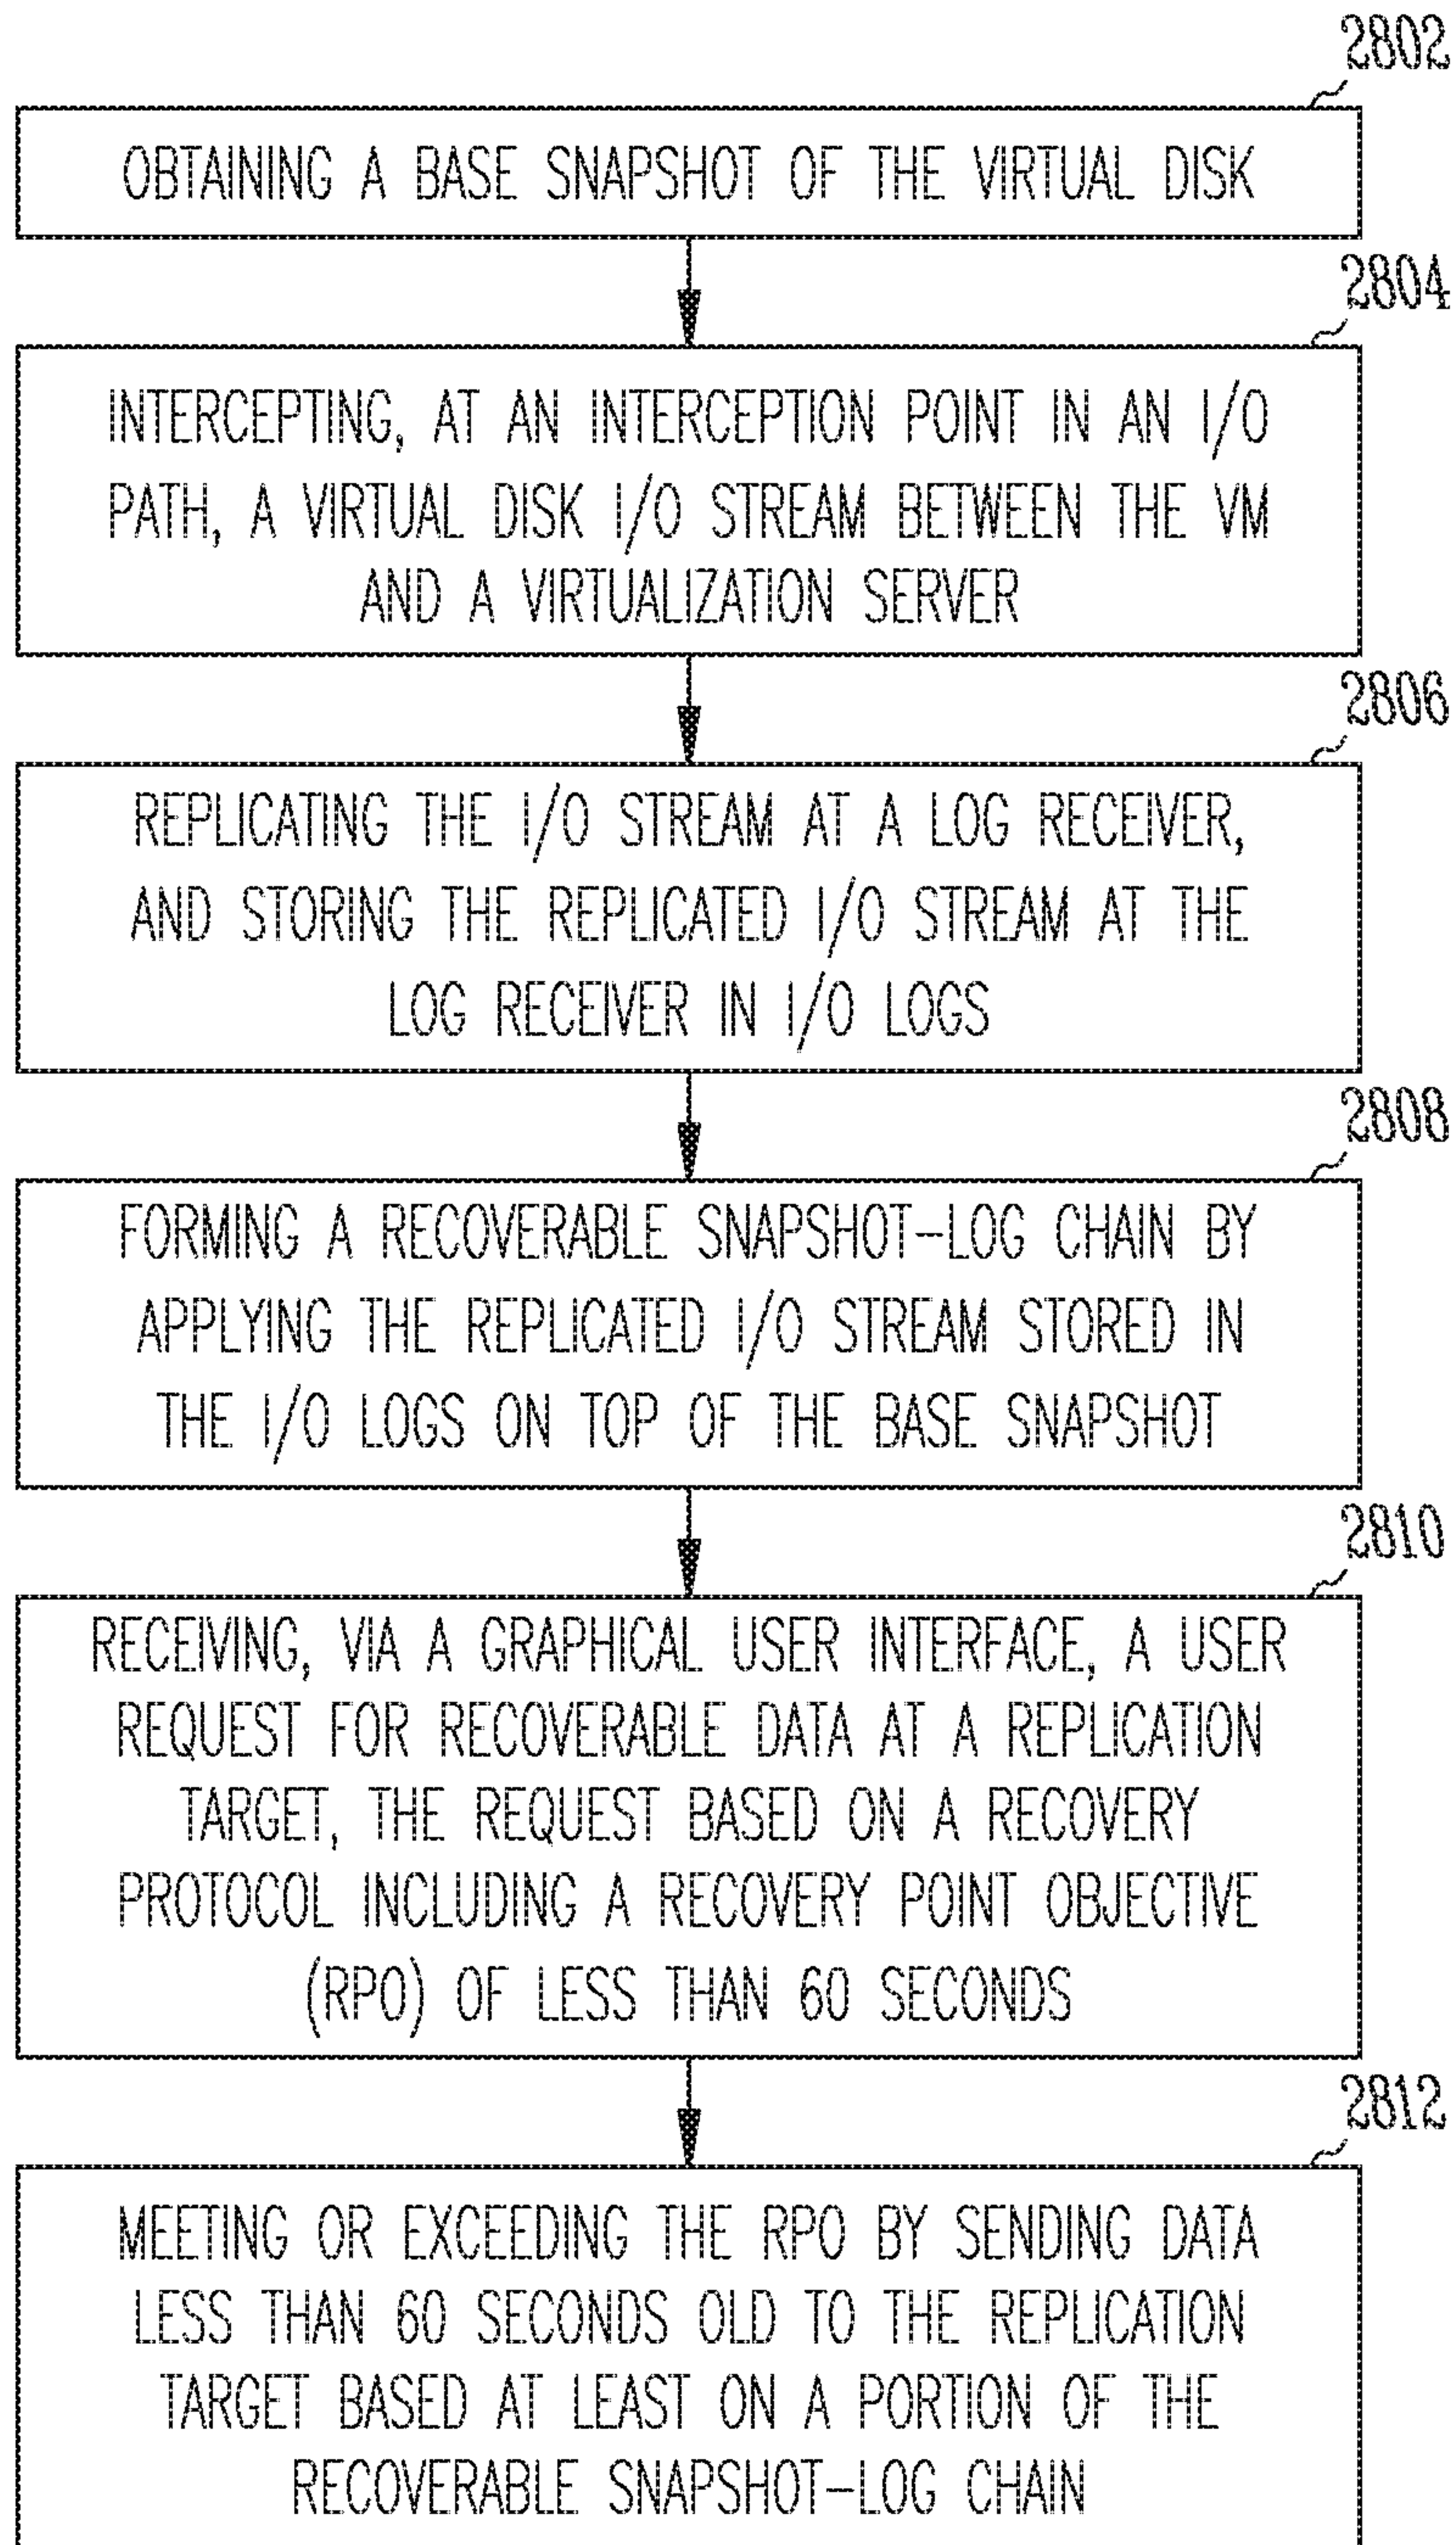 2802
OBTAINING A BASE SNAPSHOT OF THE VIRTUAL DISK
2804
INTERCEPTING, AT AN INTERCEPTION POINT IN AN I/O
PATH, A VIRTUAL DISK I/O STREAM BETWEEN THE VM
AND A VIRTUALIZATION SERVER
2806
REPLICATING THE I/O STREAM AT A LOG RECEIVER,
AND STORING THE REPLICATED I/O STREAM AT THE
LOG RECEIVER IN I/O LOGS
2808
FORMING A RECOVERABLE SNAPSHOT-LOG CHAIN BY
APPLYING THE REPLICATED I/O STREAM STORED IN
THE I/O LOGS ON TOP OF THE BASE SNAPSHOT
2810
RECEIVING, VIA A GRAPHICAL USER INTERFACE, A USER
REQUEST FOR RECOVERABLE DATA AT A REPLICATION
TARGET, THE REQUEST BASED ON A RECOVERY
PROTOCOL INCLUDING A RECOVERY POINT OBJECTIVE
(RPO) OF LESS THAN 60 SECONDS
2812
MEETING OR EXCEEDING THE RPO BY SENDING DATA
LESS THAN 60 SECONDS OLD TO THE REPLICATION
TARGET BASED AT LEAST ON A PORTION OF THE
RECOVERABLE SNAPSHOT-LOG CHAIN